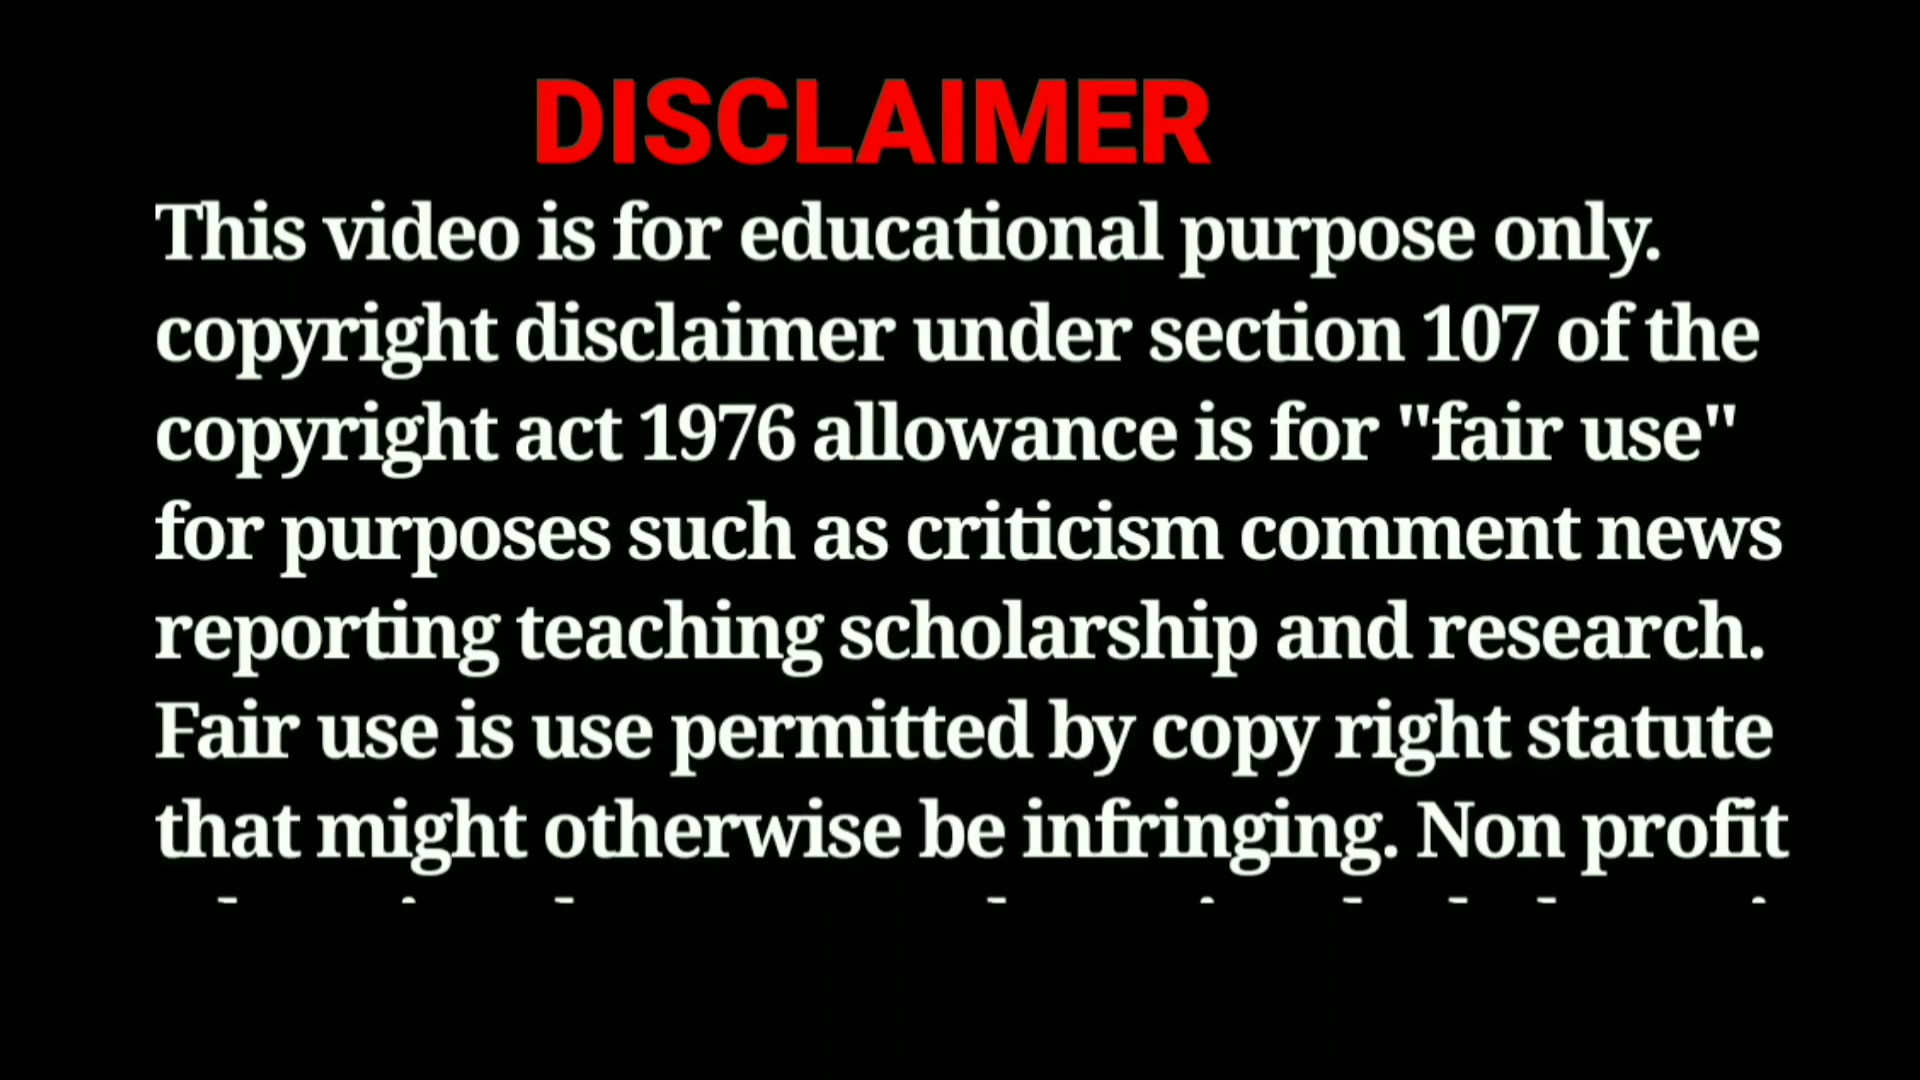 DISCLAIMER
This video is for educational purpose only.
copyright disclaimer under section 107 of the
copyright act 1976 allowance is for "fair use"
for purposes such as criticism comment news
reporting teaching scholarship and research.
Fair use is use permitted by copy right statute
that might otherwise be infringing. Non profit